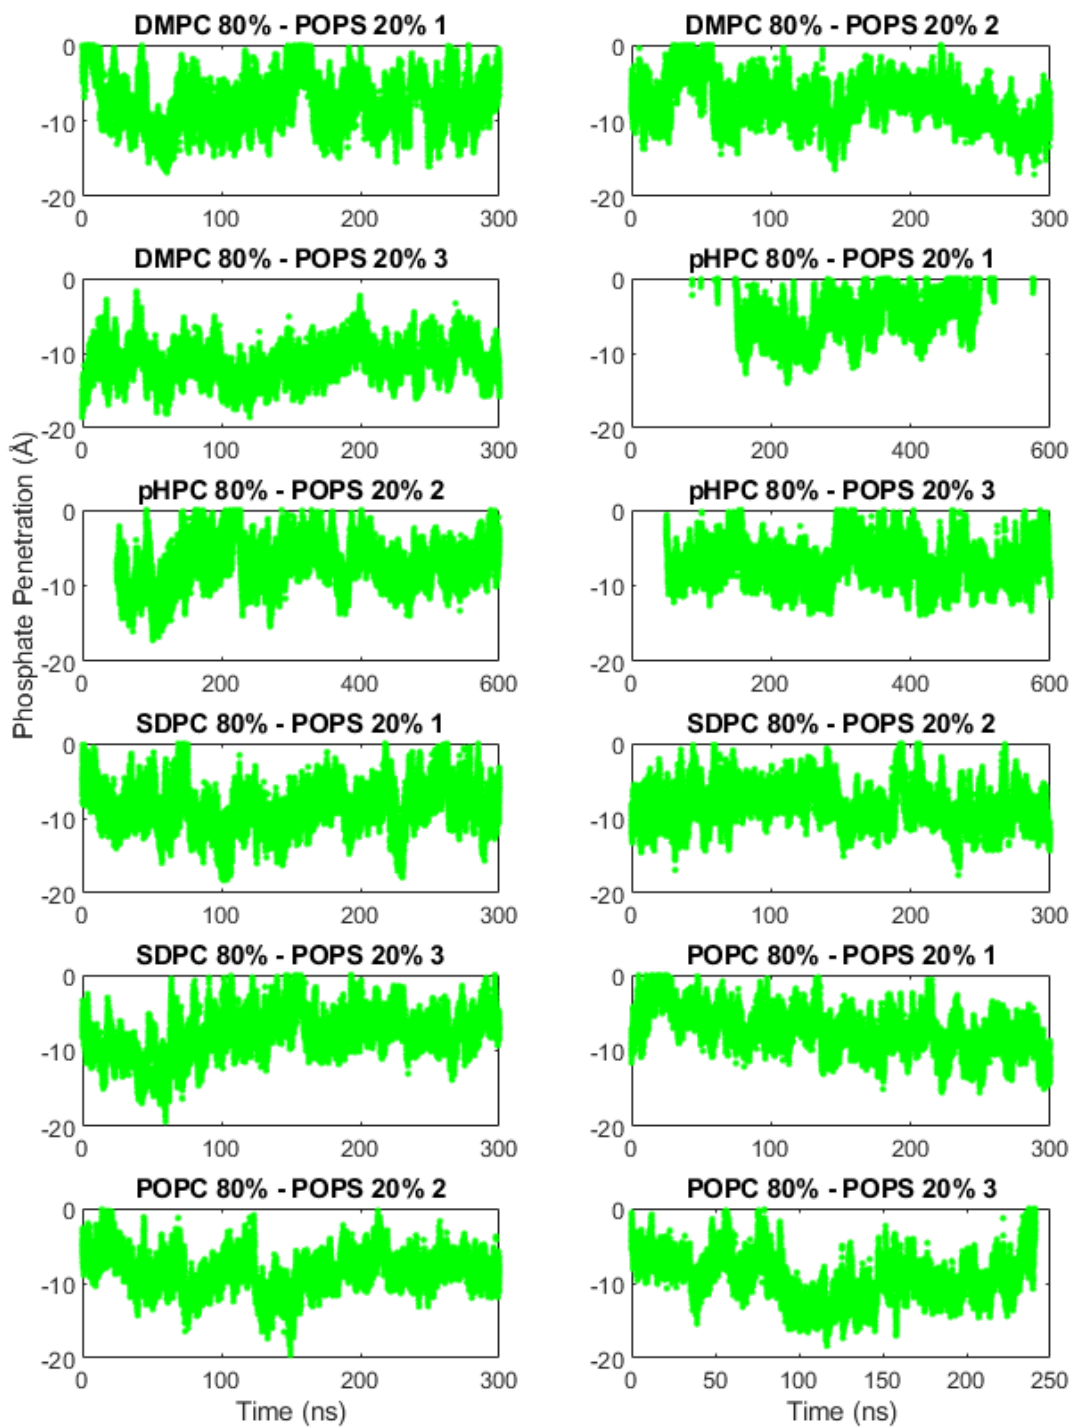 DMPC 80% - POPS 20% 1
DMPC 80% - POPS 20% 2
0
-10
-20
0 100 200 300
0
-10
-20
0 100 200 300
DMPC 80% - POPS 20% 3
pHPC 80% - POPS 20% 1
0
-10
-20
0 100 200 300
0
-10
-20
0 200 400 600
Phosphate Penetration (Å)
pHPC 80% - POPS 20% 2
pHPC 80% - POPS 20% 3
0
-10
-20
0 200 400 600
0
-10
-20
0 200 400 600
SDPC 80% - POPS 20% 1
SDPC 80% - POPS 20% 2
0
-10
-20
0 100 200 300
0
-10
-20
0 100 200 300
SDPC 80% - POPS 20% 3
POPC 80% - POPS 20% 1
0
-10
-20
0 100 200 300
0
-10
-20
0 100 200 300
POPC 80% - POPS 20% 2
POPC 80% - POPS 20% 3
0
-10
-20
0 100 200 300
0
-10
-20
0 50 100 150 200 250
Time (ns)
Time (ns)